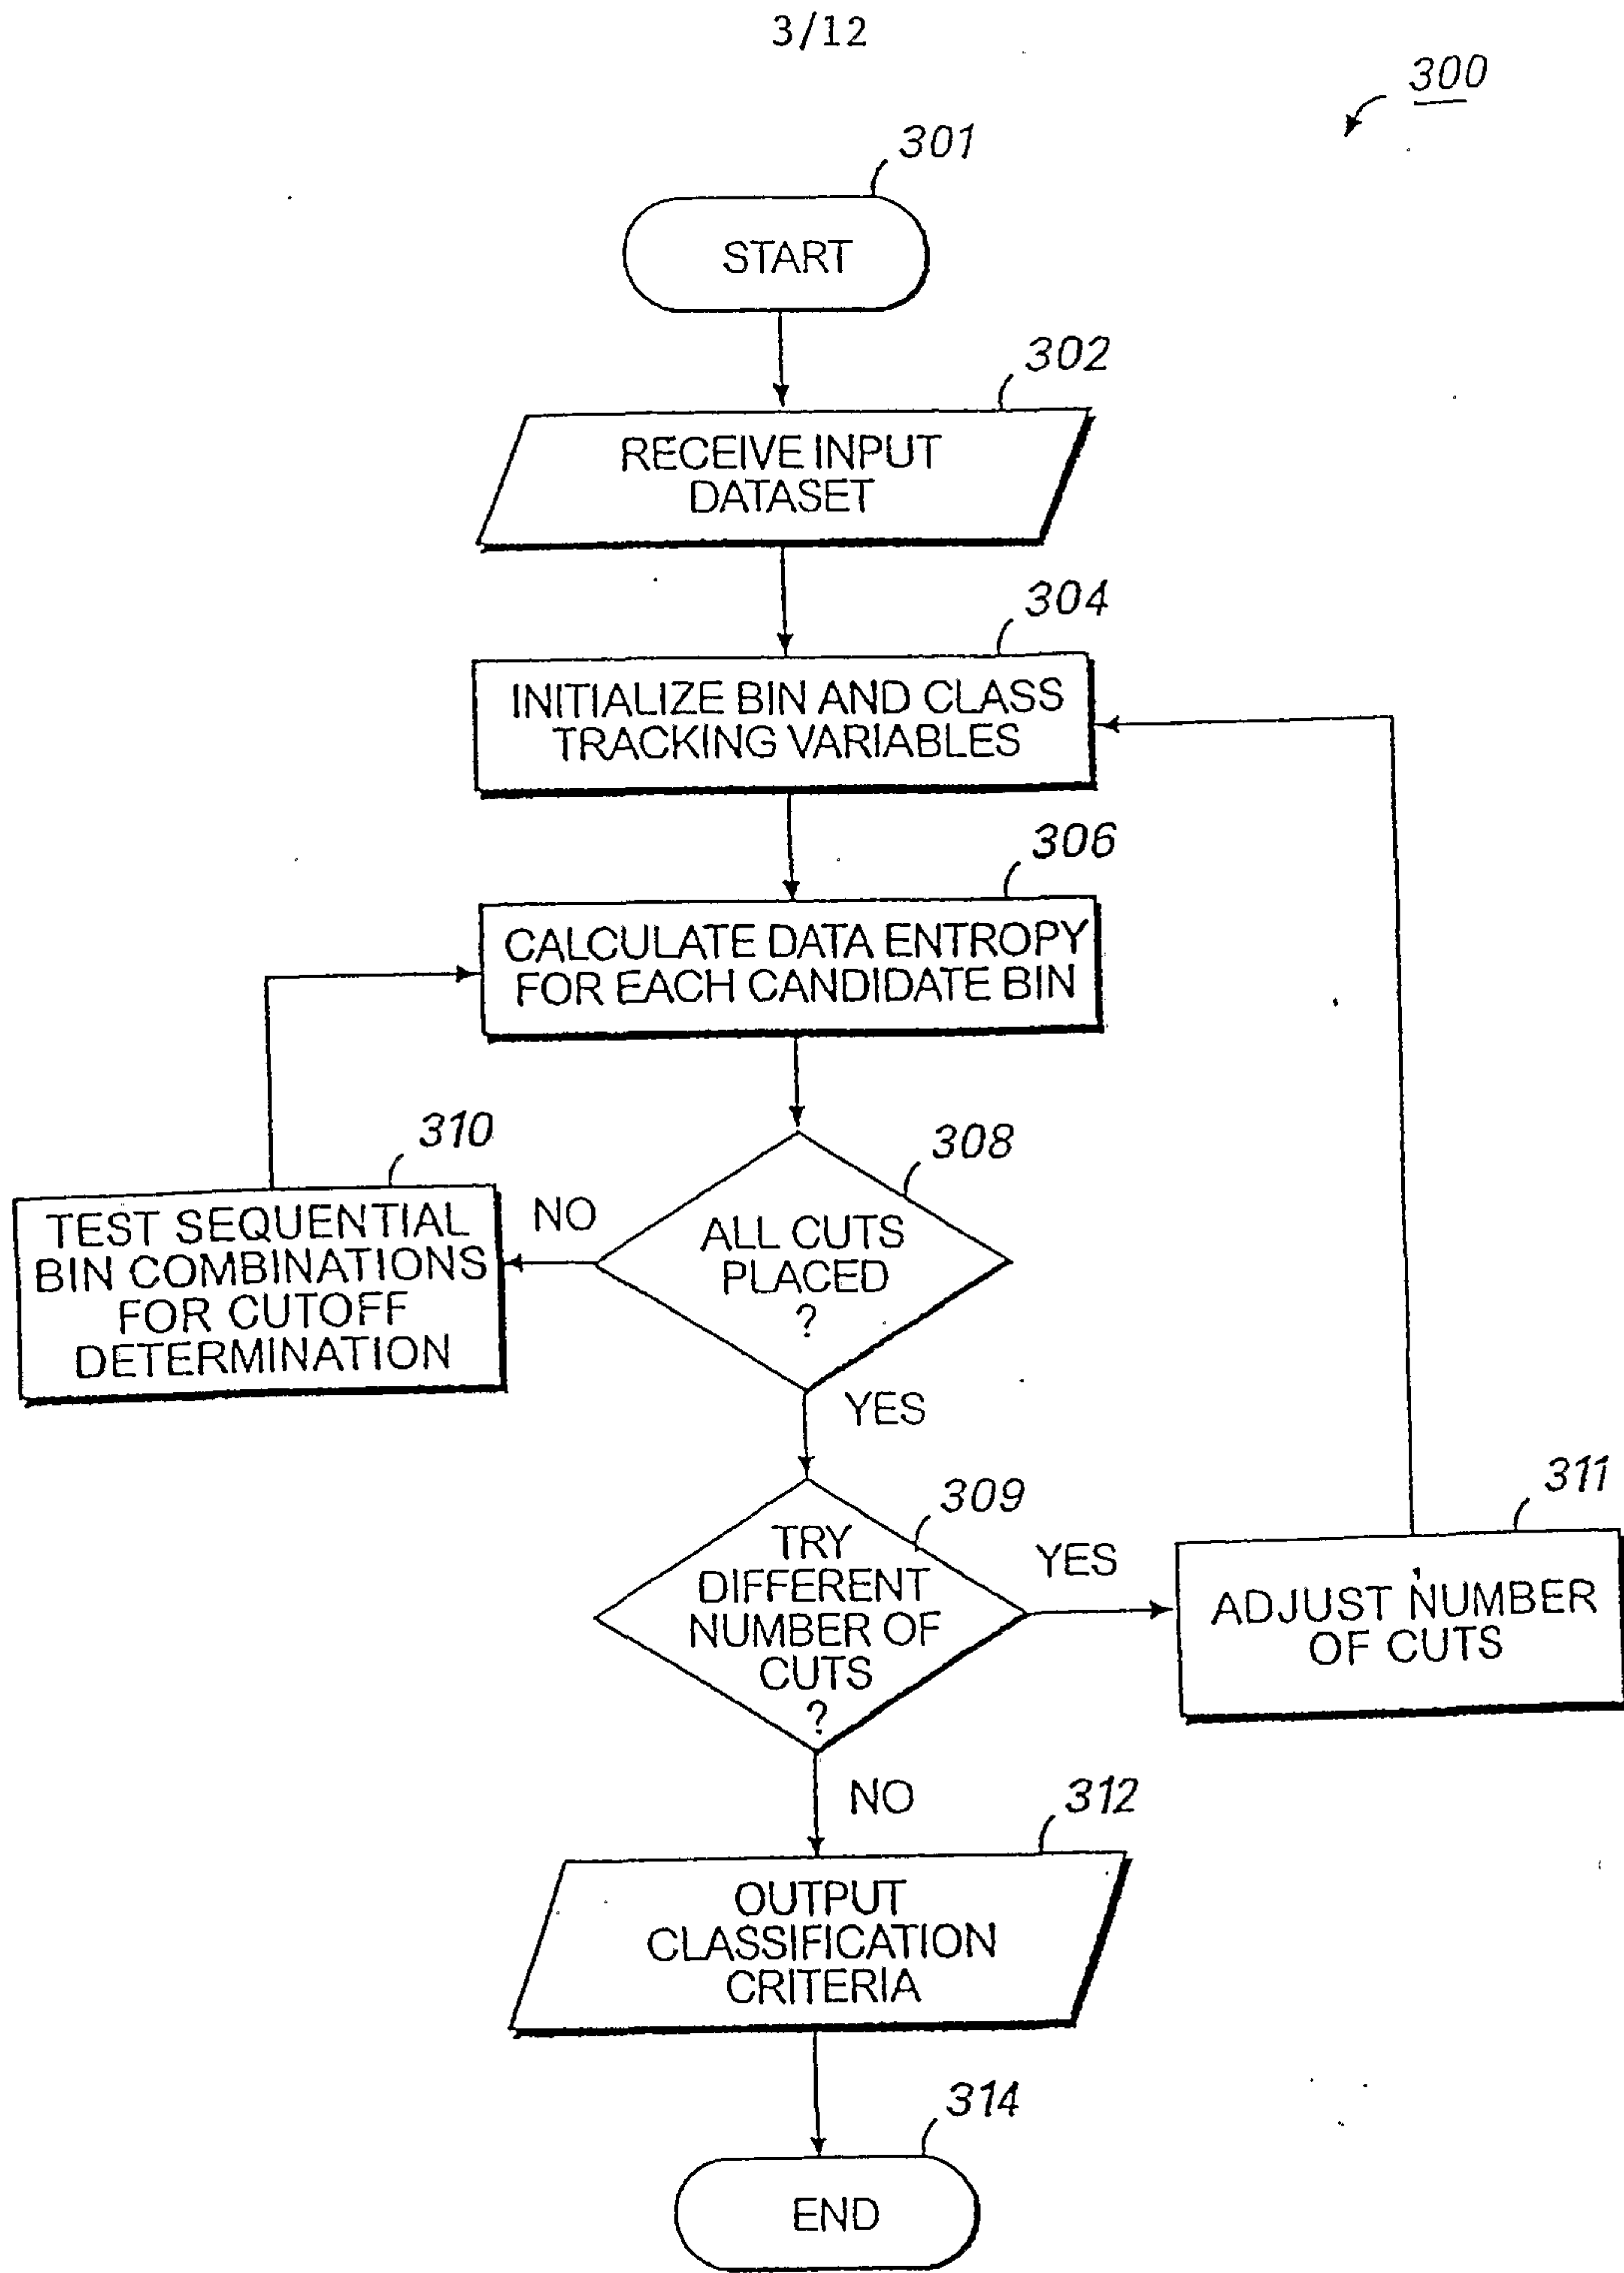 3/12
300
301
START
302
RECEIVE INPUT
DATASET
304
INITIALIZE BIN AND CLASS
TRACKING VARIABLES
306
CALCULATE DATA ENTROPY
FOR EACH CANDIDATE BIN
310
TEST SEQUENTIAL
BIN COMBINATIONS
FOR CUTOFF
DETERMINATION
NO
308
ALL CUTS
PLACED
?
YES
309
TRY
DIFFERENT
NUMBER OF
CUTS
?
YES
311
ADJUST NUMBER
OF CUTS
NO
312
OUTPUT
CLASSIFICATION
CRITERIA
314
END